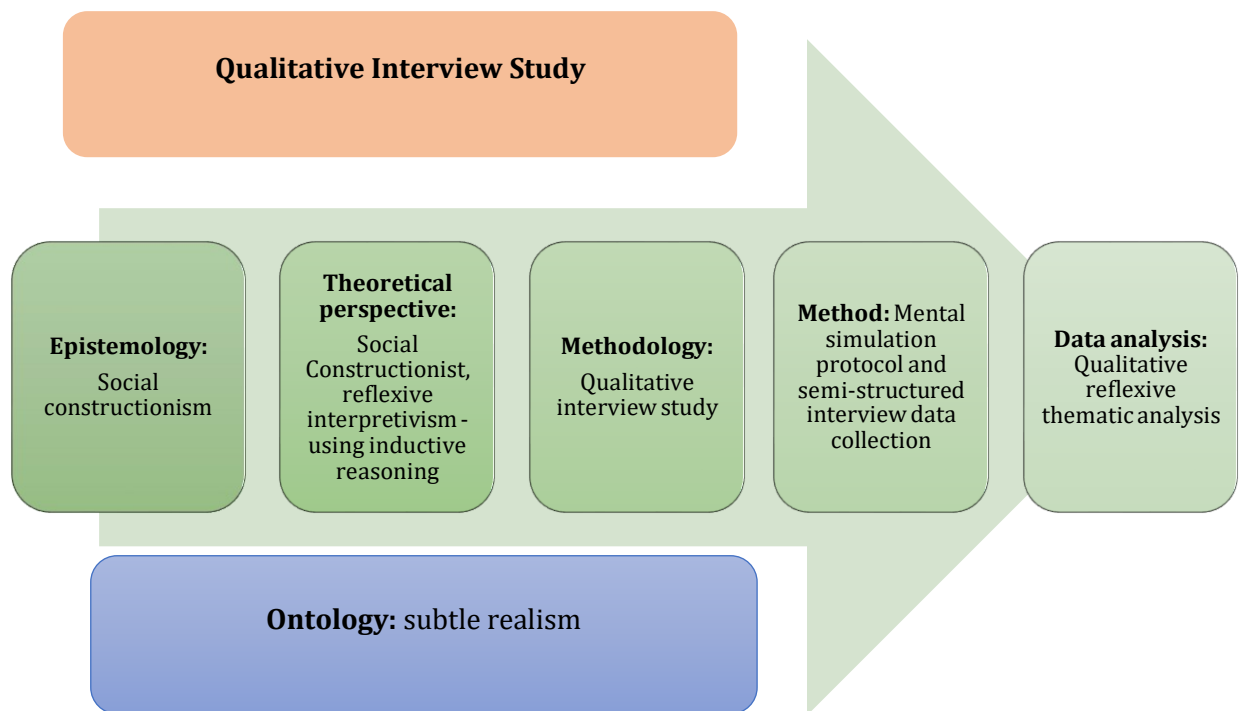 Qualitative Interview Study
Epistemology:
Social
constructionism
Theoretical
perspective:
Social
Constructionist,
reflexive
interpretivism -
using inductive
reasoning
Methodology:
Qualitative
interview study
Method: Mental
simulation
protocol and
semi-structured
interview data
collection
Data analysis:
Qualitative
reflexive
thematic analysis
Ontology: subtle realism